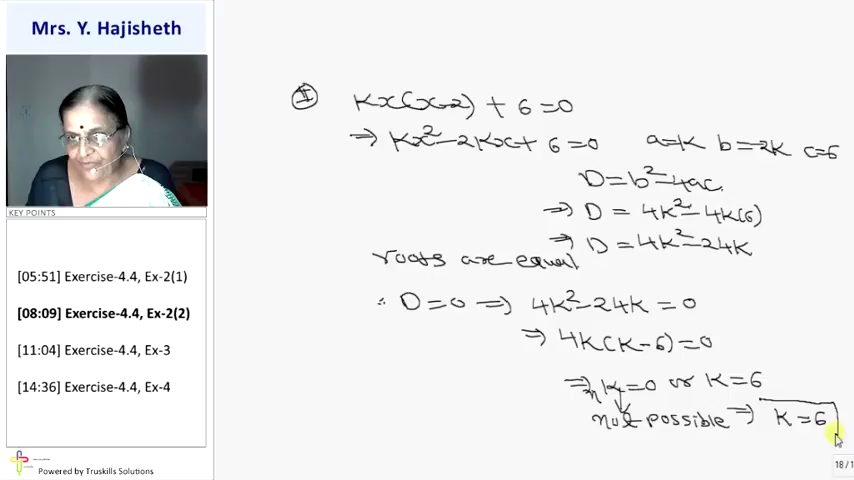 Mrs. Y. Hajisheth
KEY POINTS
[05:51] Exercise-4.4, Ex-2(1)
[08:09] Exercise-4.4, Ex-2(2)
[11:04] Exercise-4.4, Ex-3
[14:36] Exercise-4.4, Ex-4
Powered by Truskills Solutions
II Kx(x-2) + 6 = 0
⇒ Kx² - 2Kx + 6 = 0 a=K b=-2K c=6
D = b² - 4ac.
⇒ D = 4K² - 4K(6)
⇒ D = 4K² - 24K
roots are equal
∴ D = 0 ⇒ 4K² - 24K = 0
⇒ 4K(K - 6) = 0
⇒ K = 0 or K = 6
not possible ⇒ K = 6
18 / 1